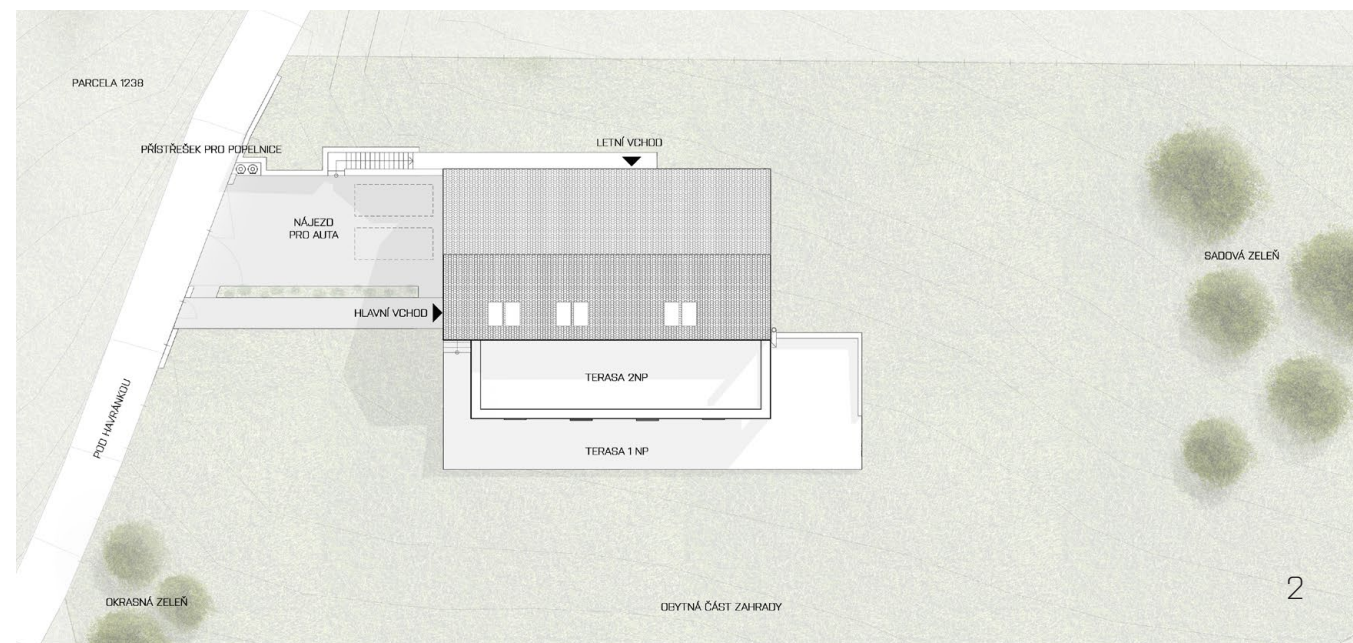 PARCELA 1238
PŘÍSTŘEŠEK PRO POPELNICE
LETNÍ VCHOD
NÁJEZD
PRO AUTA
SADOVÁ ZELEŇ
HLAVNÍ VCHOD
TERASA 2NP
POD HAVRÁNKOU
TERASA 1 NP
2
OKRASNÁ ZELEŇ
OBYTNÁ ČÁST ZAHRADY